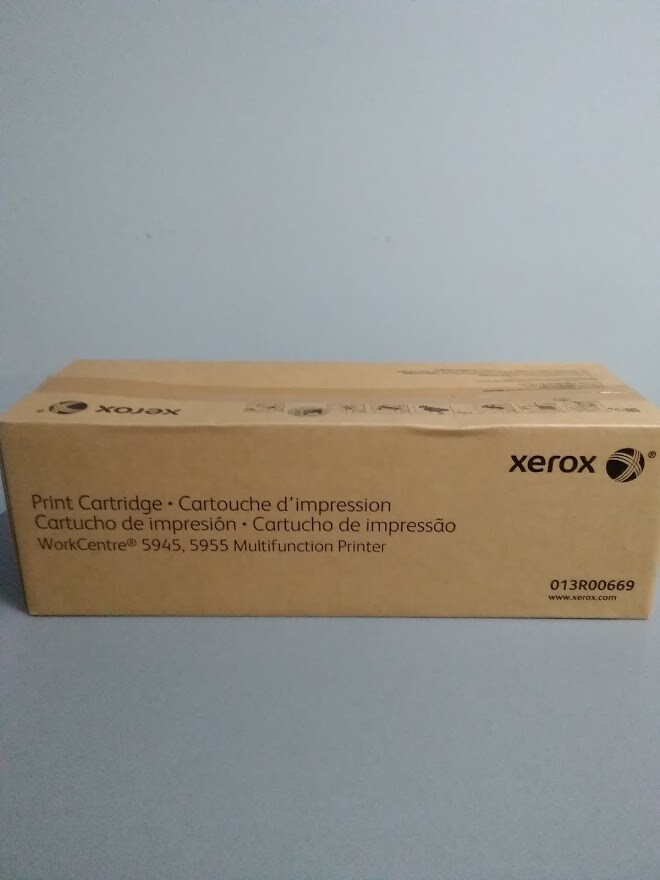 xerox
xerox ®
Print Cartridge • Cartouche d'impression
Cartucho de impresión • Cartucho de impressão
WorkCentre® 5945, 5955 Multifunction Printer
013R00669
www.xerox.com